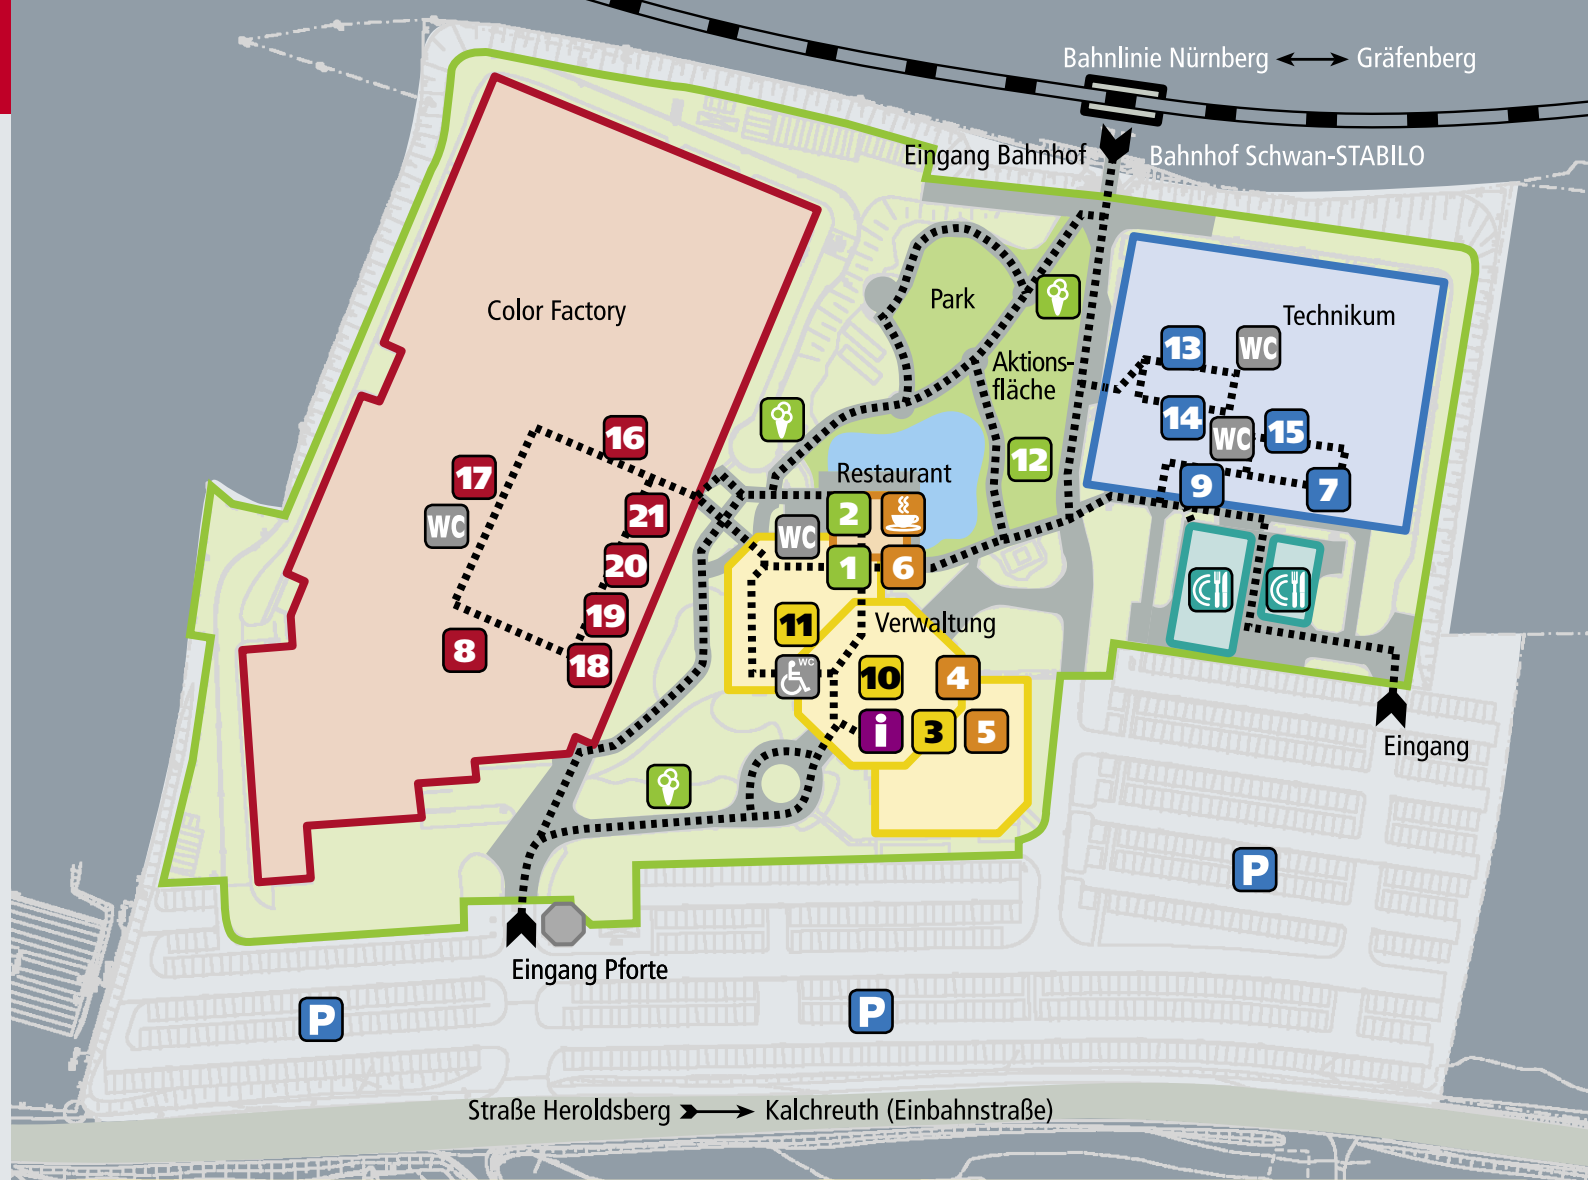 Bahnlinie Nürnberg
Gräfenberg
Eingang Bahnhof
Bahnhof Schwan-STABILO
Color Factory
Park
Technikum
13
WC
Aktions-
fläche
14
WC
15
16
12
17
Restaurant
9
7
WC
21
2
WC
20
1
6
19
11
Verwaltung
8
18
WC
10
4
i
3
5
Eingang
P
Eingang Pforte
P
P
Straße Heroldsberg
Kalchreuth (Einbahnstraße)